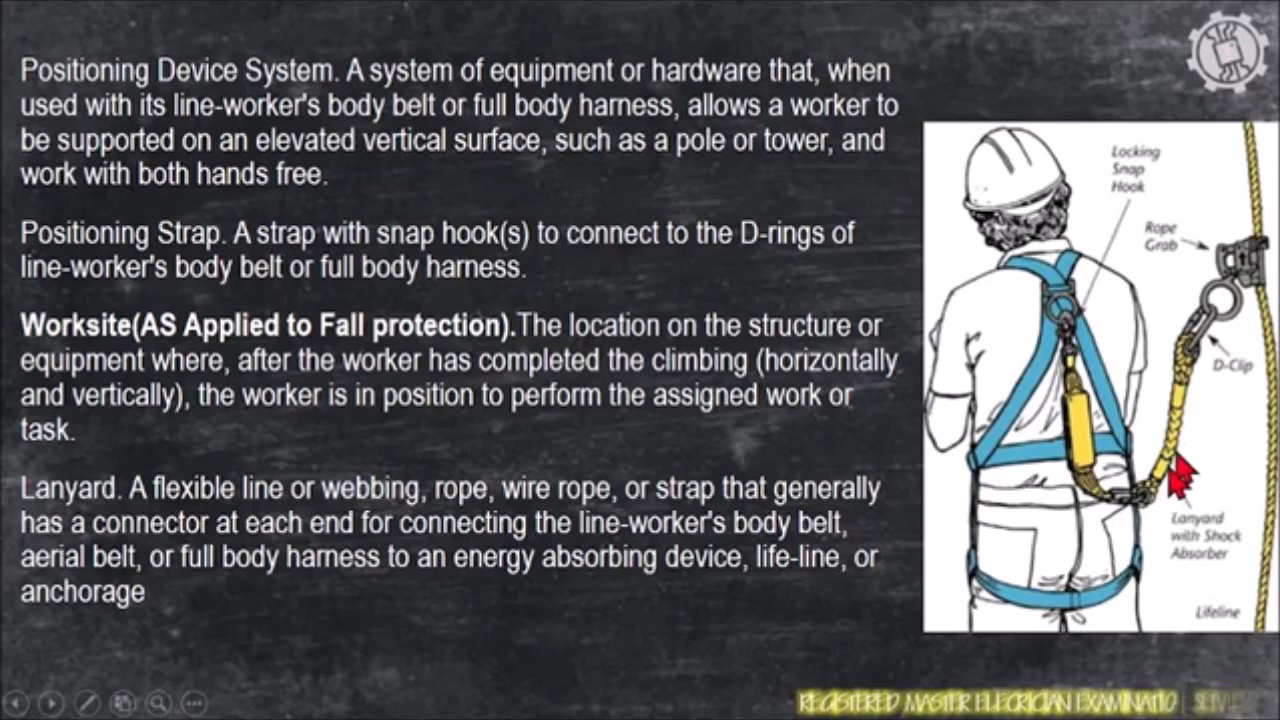 Positioning Device System. A system of equipment or hardware that, when
used with its line-worker's body belt or full body harness, allows a worker to
be supported on an elevated vertical surface, such as a pole or tower, and
work with both hands free.
Positioning Strap. A strap with snap hook(s) to connect to the D-rings of
line-worker's body belt or full body harness.
Worksite(AS Applied to Fall protection).The location on the structure or
equipment where, after the worker has completed the climbing (horizontally
and vertically), the worker is in position to perform the assigned work or
task.
Lanyard. A flexible line or webbing, rope, wire rope, or strap that generally
has a connector at each end for connecting the line-worker's body belt,
aerial belt, or full body harness to an energy absorbing device, life-line, or
anchorage
Locking
Snap
Hook
Rope
Grab
D-Clip
Lanyard
with Shock
Absorber
Lifeline
REGISTERED MASTER ELECRICIAN EXAMINATIO